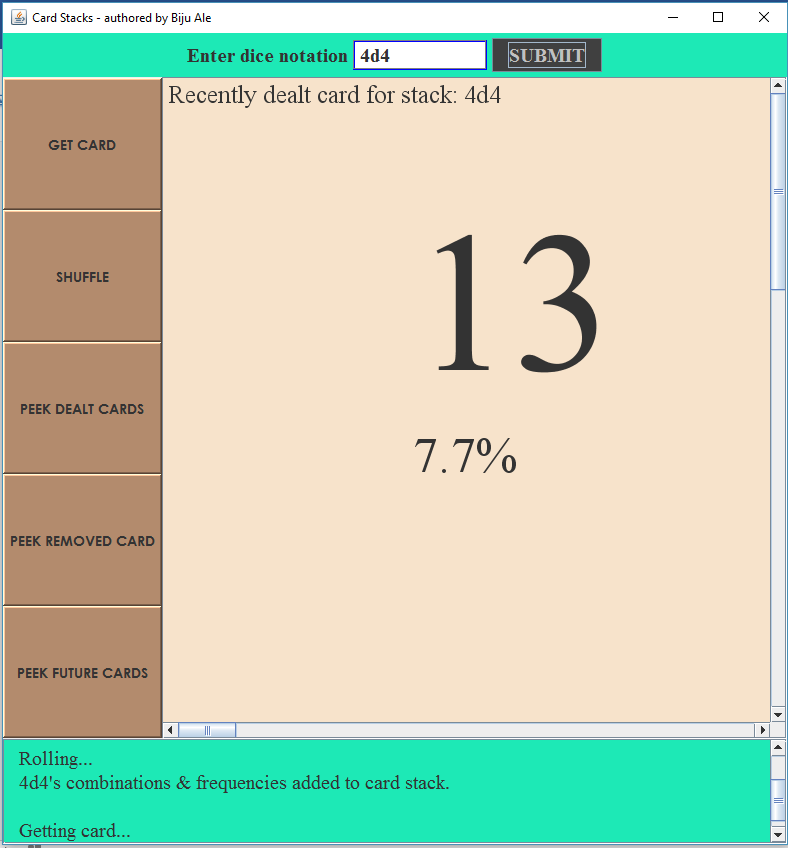 Card Stacks - authored by Biju Ale
Enter dice notation 4d4 SUBMIT
GET CARD
SHUFFLE
PEEK DEALT CARDS
PEEK REMOVED CARD
PEEK FUTURE CARDS
Recently dealt card for stack: 4d4
13
7.7%
Rolling...
4d4's combinations & frequencies added to card stack.
Getting card...